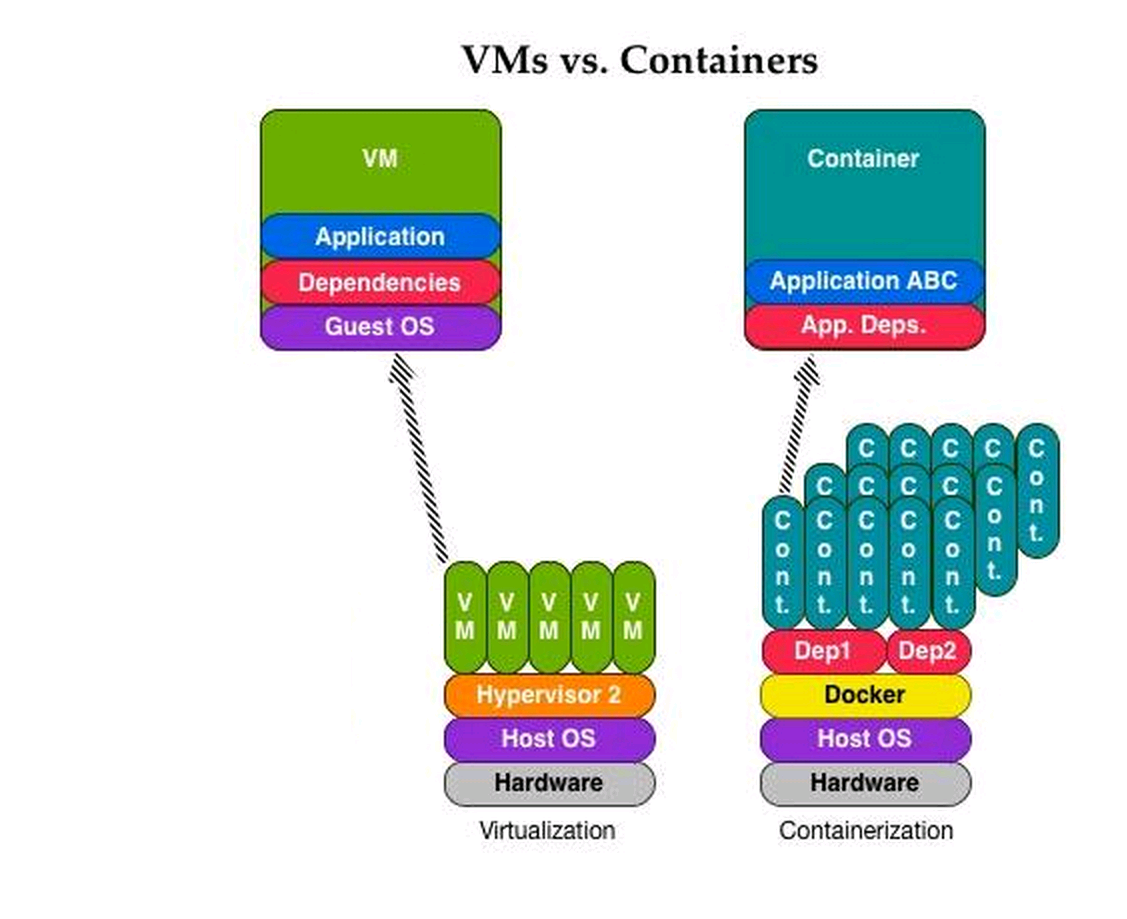 VMs vs. Containers
VM
Application
Dependencies
Guest OS
Container
Application ABC
App. Deps.
VM
VM
VM
VM
VM
Hypervisor 2
Host OS
Hardware
Virtualization
C
C
C
C
Cont.
C
C
C
C
Cont.
Cont.
Cont.
Cont.
Cont.
Cont.
Dep1
Dep2
Docker
Host OS
Hardware
Containerization